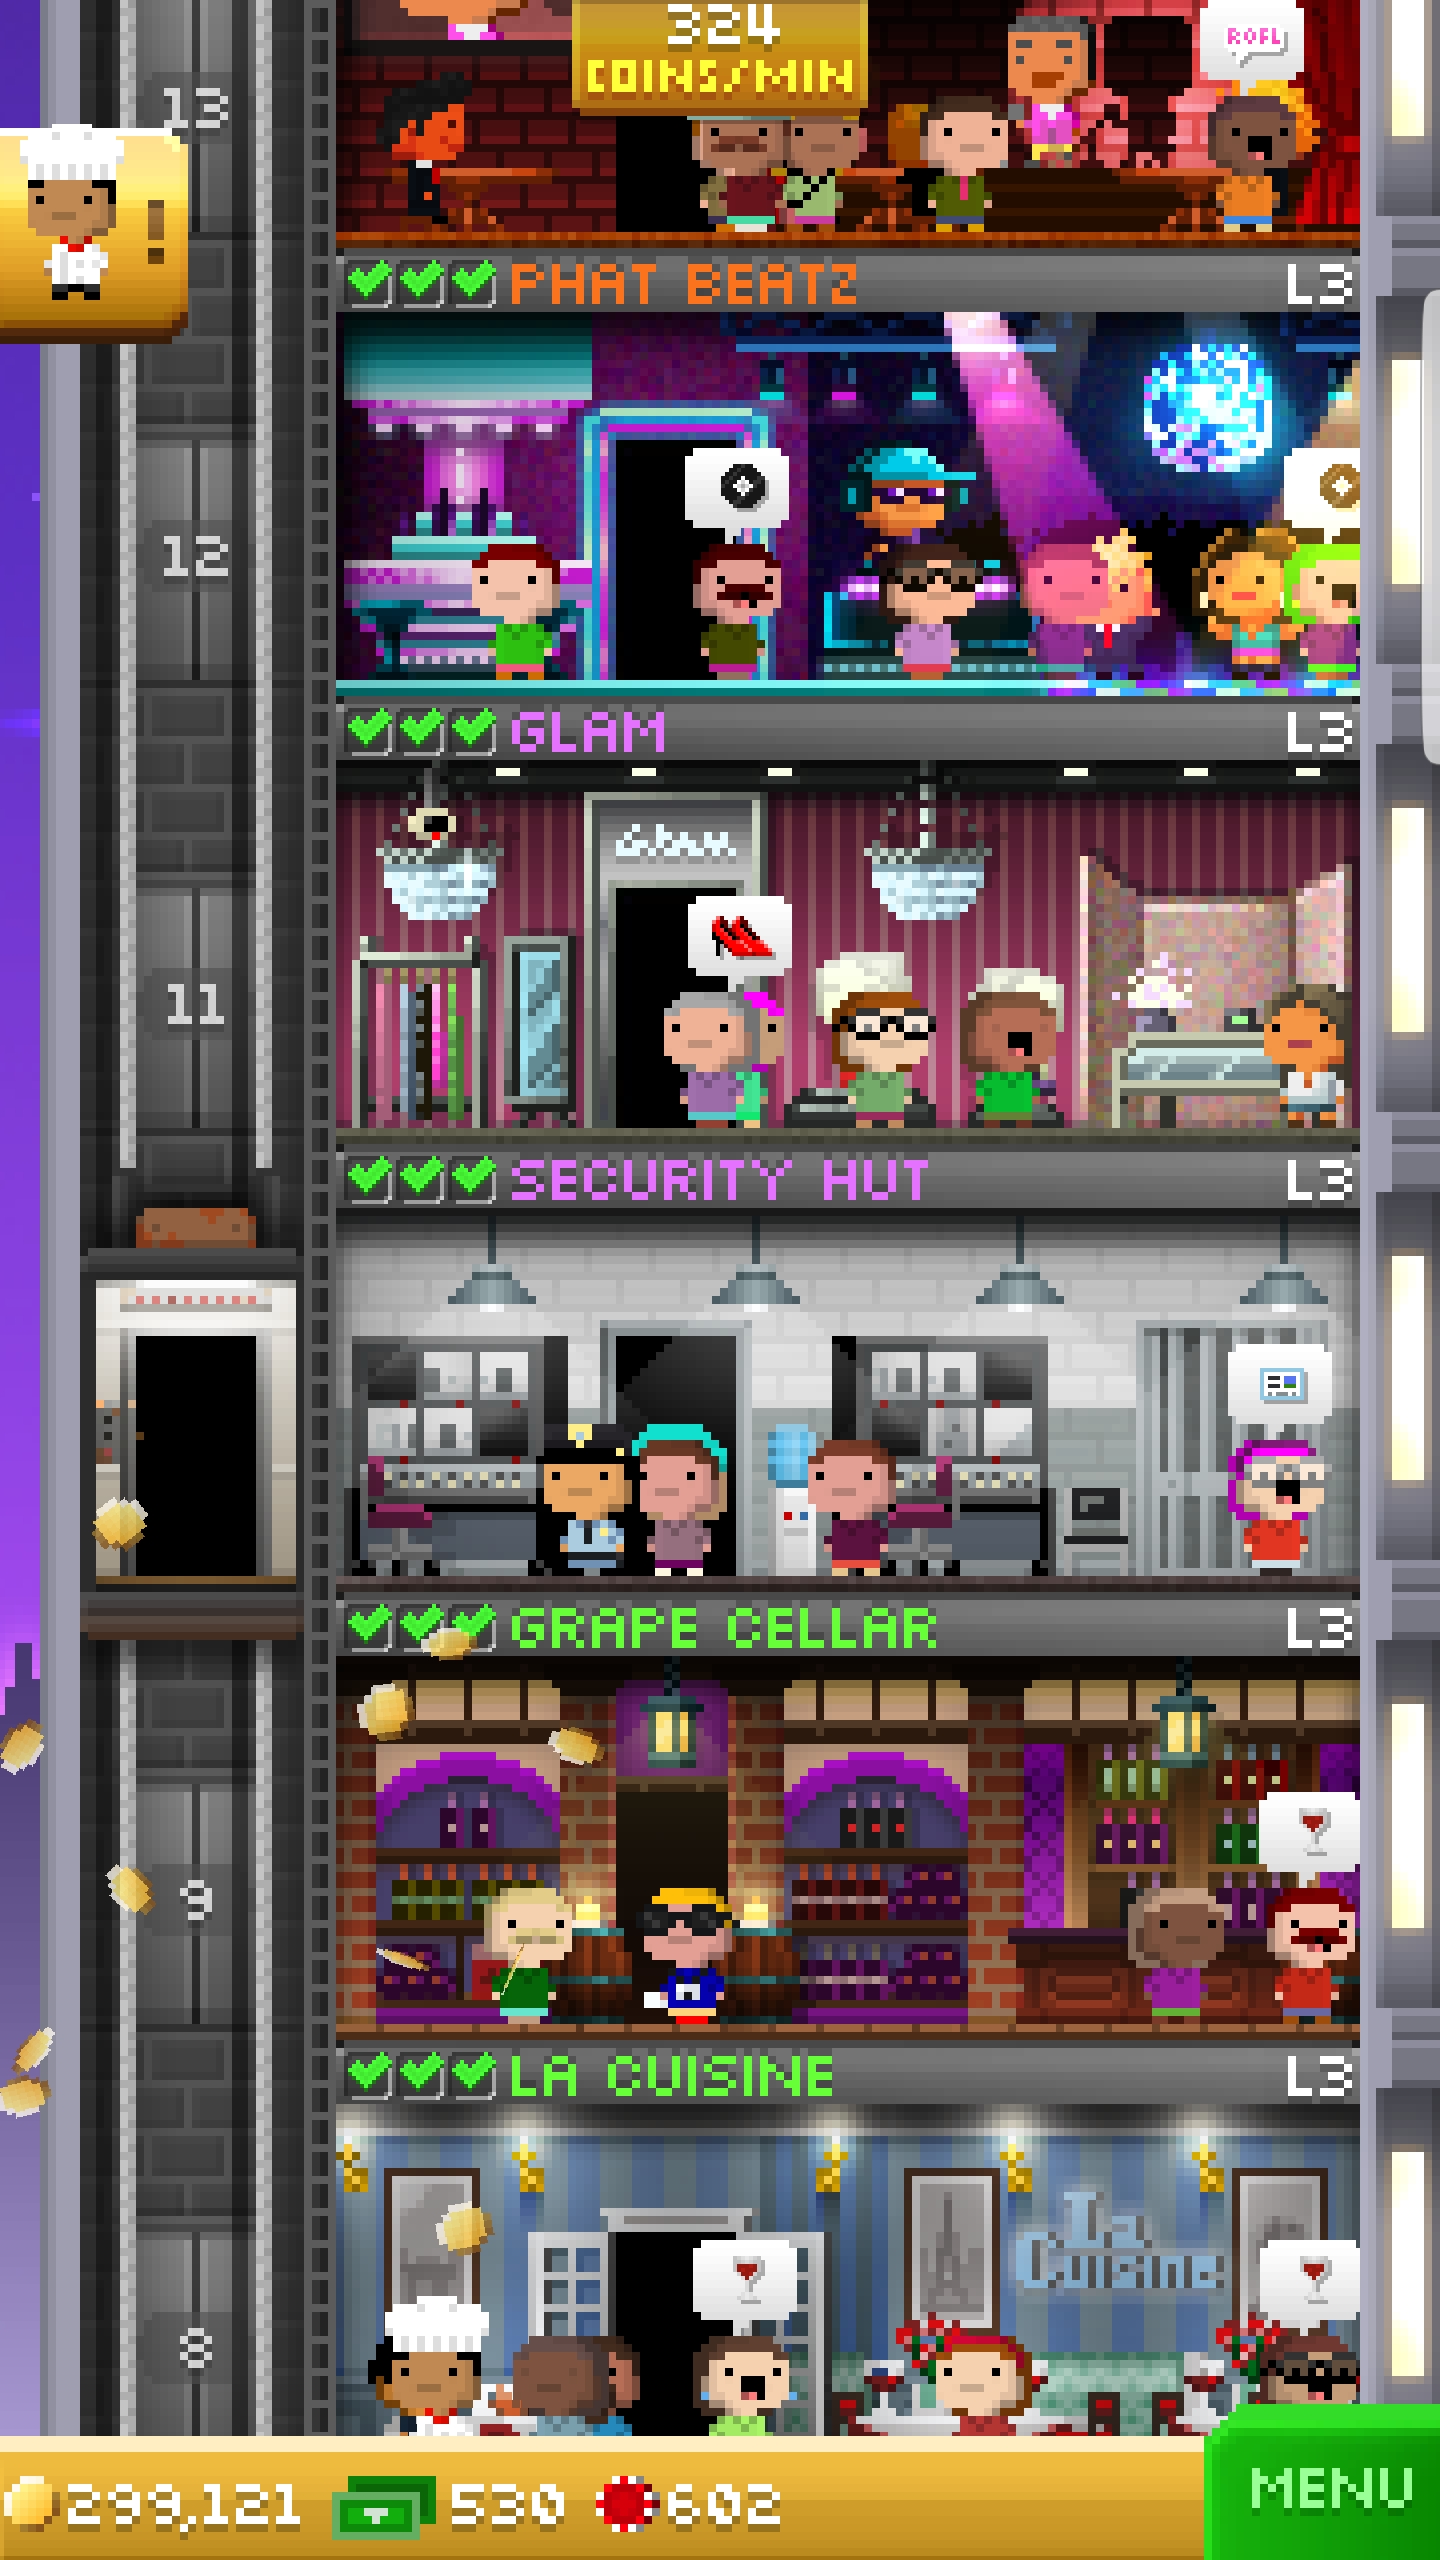 324
COINS/MIN
ROFL
13
!
PHAT BEATZ L3
12
GLAM L3
Glam
11
SECURITY HUT L3
GRAPE CELLAR L3
9
LA CUISINE L3
La
Cuisine
8
299,121 530 602
MENU